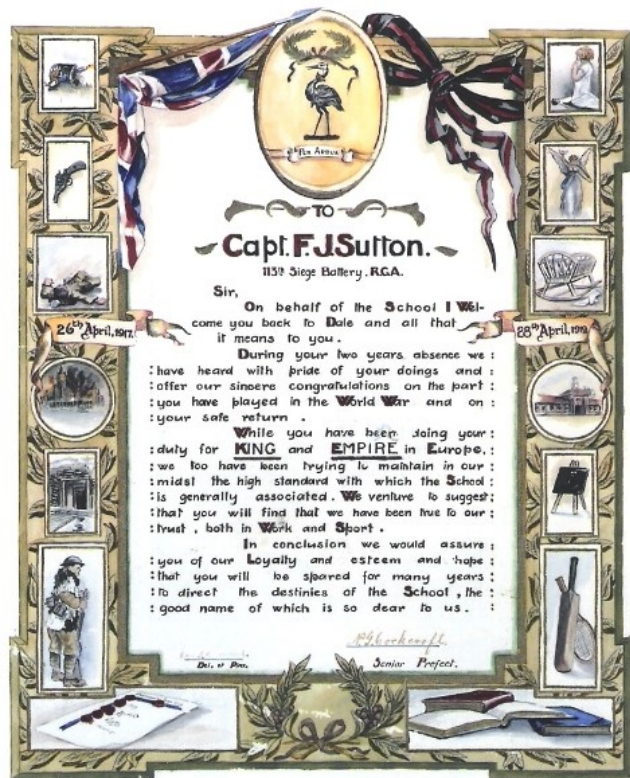 Per Ardua
TO
Capt. F. J. Sutton.
113th Siege Battery. R.G.A.
Sir,
On behalf of the School I Wel-
come you back to Dale and all that
it means to you.
26th April, 1917.
28th April, 1919.
During your two years absence we
have heard with pride of your doings and
offer our sincere congratulations on the part
you have played in the World War and on
your safe return.
While you have been doing your
duty for KING and EMPIRE in Europe,
we too have been trying to maintain in our
midst the high standard with which the School
is generally associated. We venture to suggest
that you will find that we have been true to our
trust, both in Work and Sport.
In conclusion we would assure
you of our Loyalty and esteem and hope
that you will be spared for many years
to direct the destinies of the School, the
good name of which is so dear to us.
Del. et Pinx.
Senior Prefect.